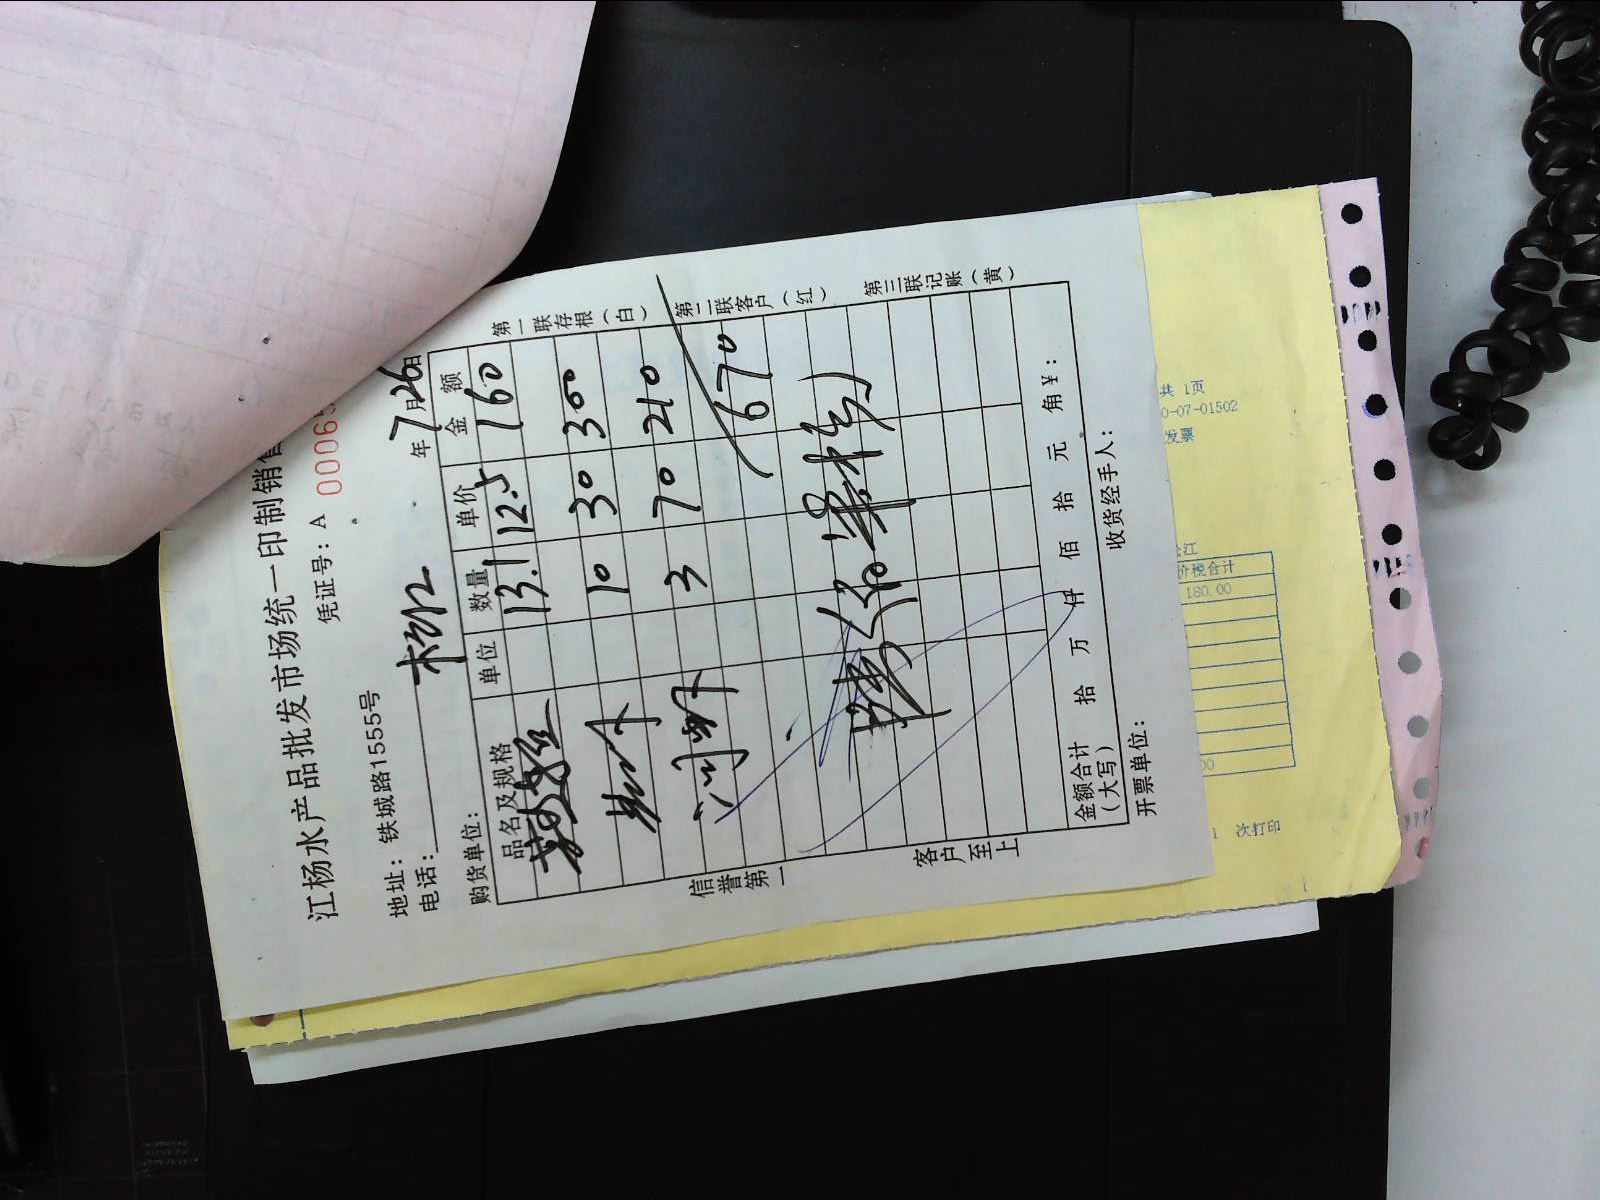 江杨水产品批发市场统一印制销售
凭证号：A 00065
地址：铁城路1555号
电话：
年 7月26日
购货单位：
品名及规格 单位 数量 单价 金额
13.1 12.5 160
10 30 300
3 70 210
670
金额合计（大写） 拾 万 仟 佰 拾 元 角 ¥：
开票单位： 收货经手人：
第一联存根（白）
第二联客户（红）
第三联记账（黄）
信誉第一
客户至上
共 1页
0-07-01502
发票
江
价税合计
180.00
00
1 次打印